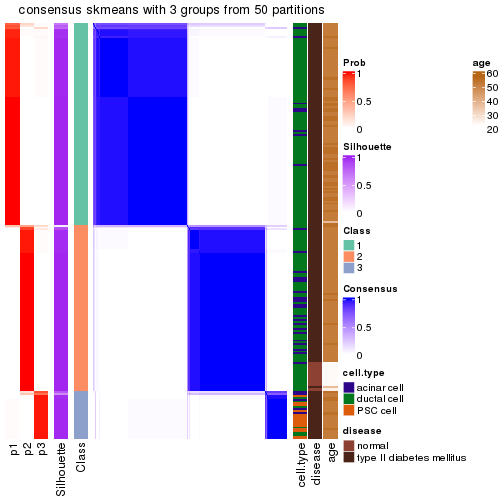 consensus skmeans with 3 groups from 50 partitions
p1
p2
p3
Silhouette
Class
cell.type
disease
age
Prob
1
0.5
0
Silhouette
1
0.5
0
Class
1
2
3
Consensus
1
0.5
0
cell.type
acinar cell
ductal cell
PSC cell
disease
normal
type II diabetes mellitus
age
60
50
40
30
20